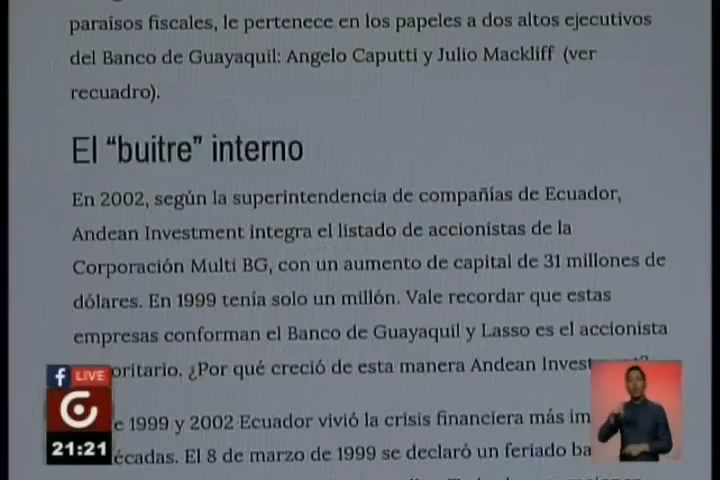 paraísos fiscales, le pertenece en los papeles a dos altos ejecutivos
del Banco de Guayaquil: Angelo Caputti y Julio Mackliff (ver
recuadro).
El “buitre” interno
En 2002, según la superintendencia de compañías de Ecuador,
Andean Investment integra el listado de accionistas de la
Corporación Multi BG, con un aumento de capital de 31 millones de
dólares. En 1999 tenía solo un millón. Vale recordar que estas
empresas conforman el Banco de Guayaquil y Lasso es el accionista
oritario. ¿Por qué creció de esta manera Andean Inves
e 1999 y 2002 Ecuador vivió la crisis financiera más im
écadas. El 8 de marzo de 1999 se declaró un feriado ba
f LIVE
21:21